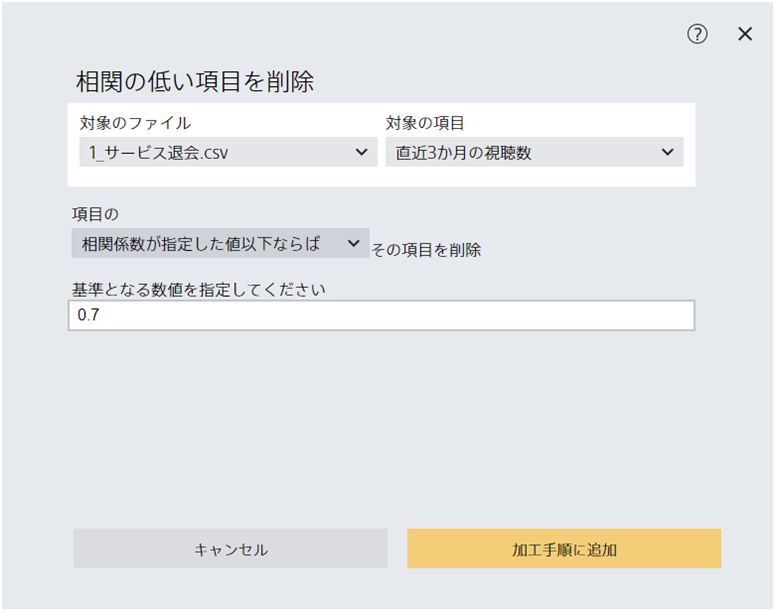 ?
相関の低い項目を削除
対象のファイル 対象の項目
1_サービス退会.csv 直近3か月の視聴数
項目の
相関係数が指定した値以下ならば その項目を削除
基準となる数値を指定してください
0.7
キャンセル 加工手順に追加